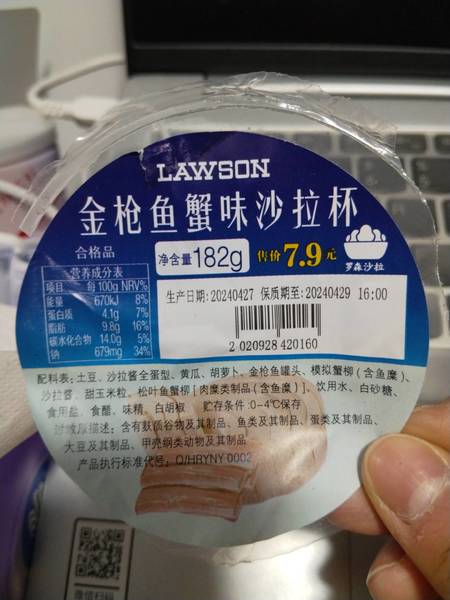 LAWSON
金枪鱼蟹味沙拉杯
合格品
净含量 182g
售价7.9元
罗森沙拉
营养成分表
项目 每100g NRV%
能量 670kJ 8%
蛋白质 4.1g 7%
脂肪 9.8g 16%
碳水化合物 14.0g 5%
钠 679mg 34%
生产日期:20240427 保质期至:20240429 16:00
2 020928 420160
配料表:土豆、沙拉酱全蛋型、黄瓜、胡萝卜、金枪鱼罐头、模拟蟹柳(含鱼糜)、
沙拉酱、甜玉米粒、松叶鱼蟹柳[肉糜类制品(含鱼糜)]、饮用水、白砂糖、
食用盐、食醋、味精、白胡椒 贮存条件:0-4℃保存
过敏原描述:含有麸质谷物及其制品、鱼类及其制品、蛋类及其制品、
大豆及其制品、甲壳纲类动物及其制品
产品执行标准代号:Q/HRYNY 0002
微信扫码